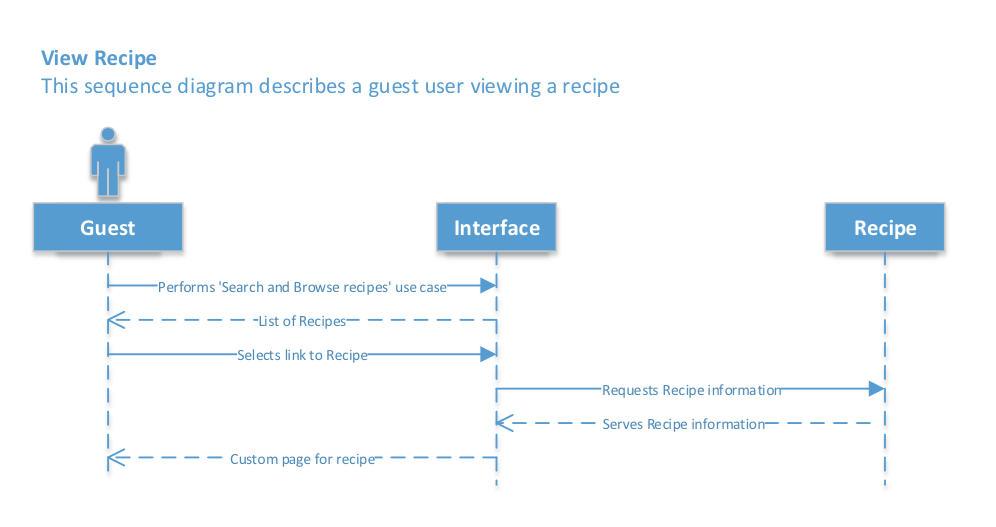 View Recipe
This sequence diagram describes a guest user viewing a recipe
Guest
Interface
Recipe
Performs 'Search and Browse recipes' use case
List of Recipes
Selects link to Recipe
Requests Recipe information
Serves Recipe information
Custom page for recipe